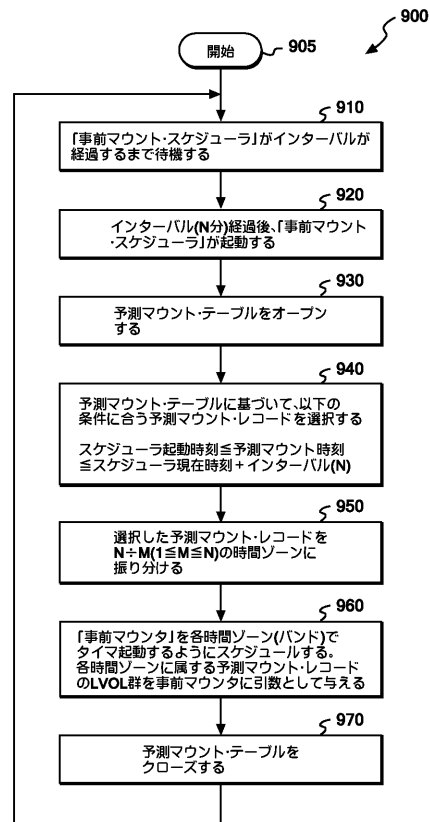 900
開始
905
910
「事前マウント・スケジューラ」がインターバルが
経過するまで待機する
920
インターバル(N分)経過後、「事前マウント
・スケジューラ」が起動する
930
予測マウント・テーブルをオープン
する
940
予測マウント・テーブルに基づいて、以下の
条件に合う予測マウント・レコードを選択する
スケジューラ起動時刻≦予測マウント時刻
≦スケジューラ現在時刻+インターバル(N)
950
選択した予測マウント・レコードを
N÷M(1≦M≦N)の時間ゾーンに
振り分ける
960
「事前マウンタ」を各時間ゾーン(バンド)で
タイマ起動するようにスケジュールする。
各時間ゾーンに属する予測マウント・レコード
のLVOL群を事前マウンタに引数として与える
970
予測マウント・テーブルを
クローズする